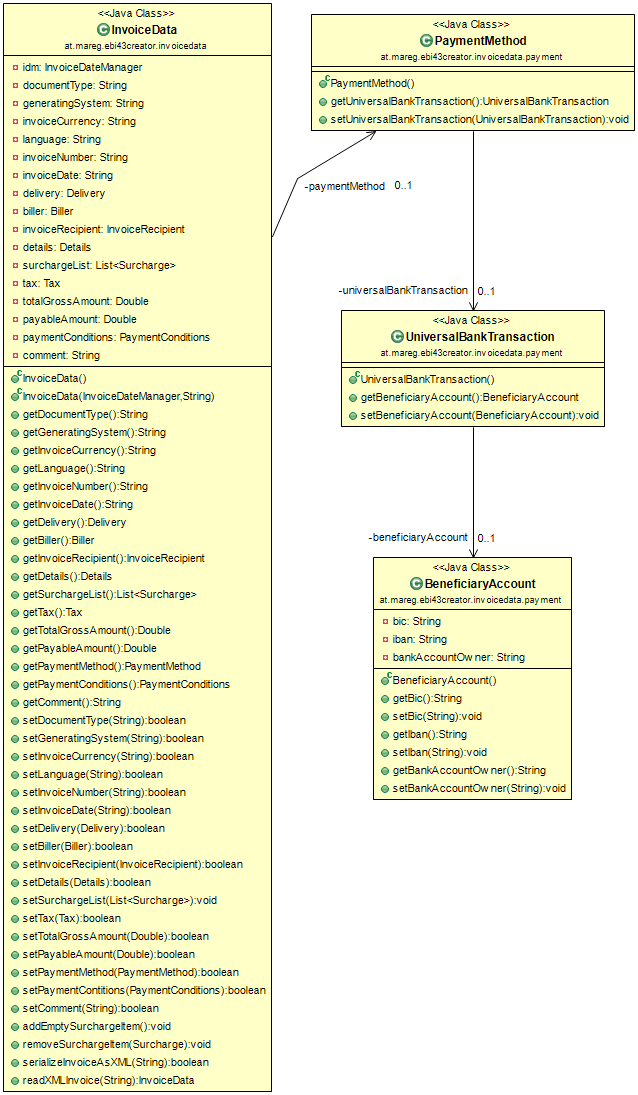 <<Java Class>>
InvoiceData
at.mareg.ebi43creator.invoicedata
idm: InvoiceDateManager
documentType: String
generatingSystem: String
invoiceCurrency: String
language: String
invoiceNumber: String
invoiceDate: String
delivery: Delivery
biller: Biller
invoiceRecipient: InvoiceRecipient
details: Details
surchargeList: List<Surcharge>
tax: Tax
totalGrossAmount: Double
payableAmount: Double
paymentConditions: PaymentConditions
comment: String
InvoiceData()
InvoiceData(InvoiceDateManager,String)
getDocumentType():String
getGeneratingSystem():String
getInvoiceCurrency():String
getLanguage():String
getInvoiceNumber():String
getInvoiceDate():String
getDelivery():Delivery
getBiller():Biller
getInvoiceRecipient():InvoiceRecipient
getDetails():Details
getSurchargeList():List<Surcharge>
getTax():Tax
getTotalGrossAmount():Double
getPayableAmount():Double
getPaymentMethod():PaymentMethod
getPaymentConditions():PaymentConditions
getComment():String
setDocumentType(String):boolean
setGeneratingSystem(String):boolean
setInvoiceCurrency(String):boolean
setLanguage(String):boolean
setInvoiceNumber(String):boolean
setInvoiceDate(String):boolean
setDelivery(Delivery):boolean
setBiller(Biller):boolean
setInvoiceRecipient(InvoiceRecipient):boolean
setDetails(Details):boolean
setSurchargeList(List<Surcharge>):void
setTax(Tax):boolean
setTotalGrossAmount(Double):boolean
setPayableAmount(Double):boolean
setPaymentMethod(PaymentMethod):boolean
setPaymentContitions(PaymentConditions):boolean
setComment(String):boolean
addEmptySurchargeItem():void
removeSurchargeItem(Surcharge):void
serializeInvoiceAsXML(String):boolean
readXMLInvoice(String):InvoiceData
<<Java Class>>
PaymentMethod
at.mareg.ebi43creator.invoicedata.payment
PaymentMethod()
getUniversalBankTransaction():UniversalBankTransaction
setUniversalBankTransaction(UniversalBankTransaction):void
-paymentMethod 0..1
-universalBankTransaction 0..1
<<Java Class>>
UniversalBankTransaction
at.mareg.ebi43creator.invoicedata.payment
UniversalBankTransaction()
getBeneficiaryAccount():BeneficiaryAccount
setBeneficiaryAccount(BeneficiaryAccount):void
-beneficiaryAccount 0..1
<<Java Class>>
BeneficiaryAccount
at.mareg.ebi43creator.invoicedata.payment
bic: String
iban: String
bankAccountOwner: String
BeneficiaryAccount()
getBic():String
setBic(String):void
getIban():String
setIban(String):void
getBankAccountOwner():String
setBankAccountOwner(String):void